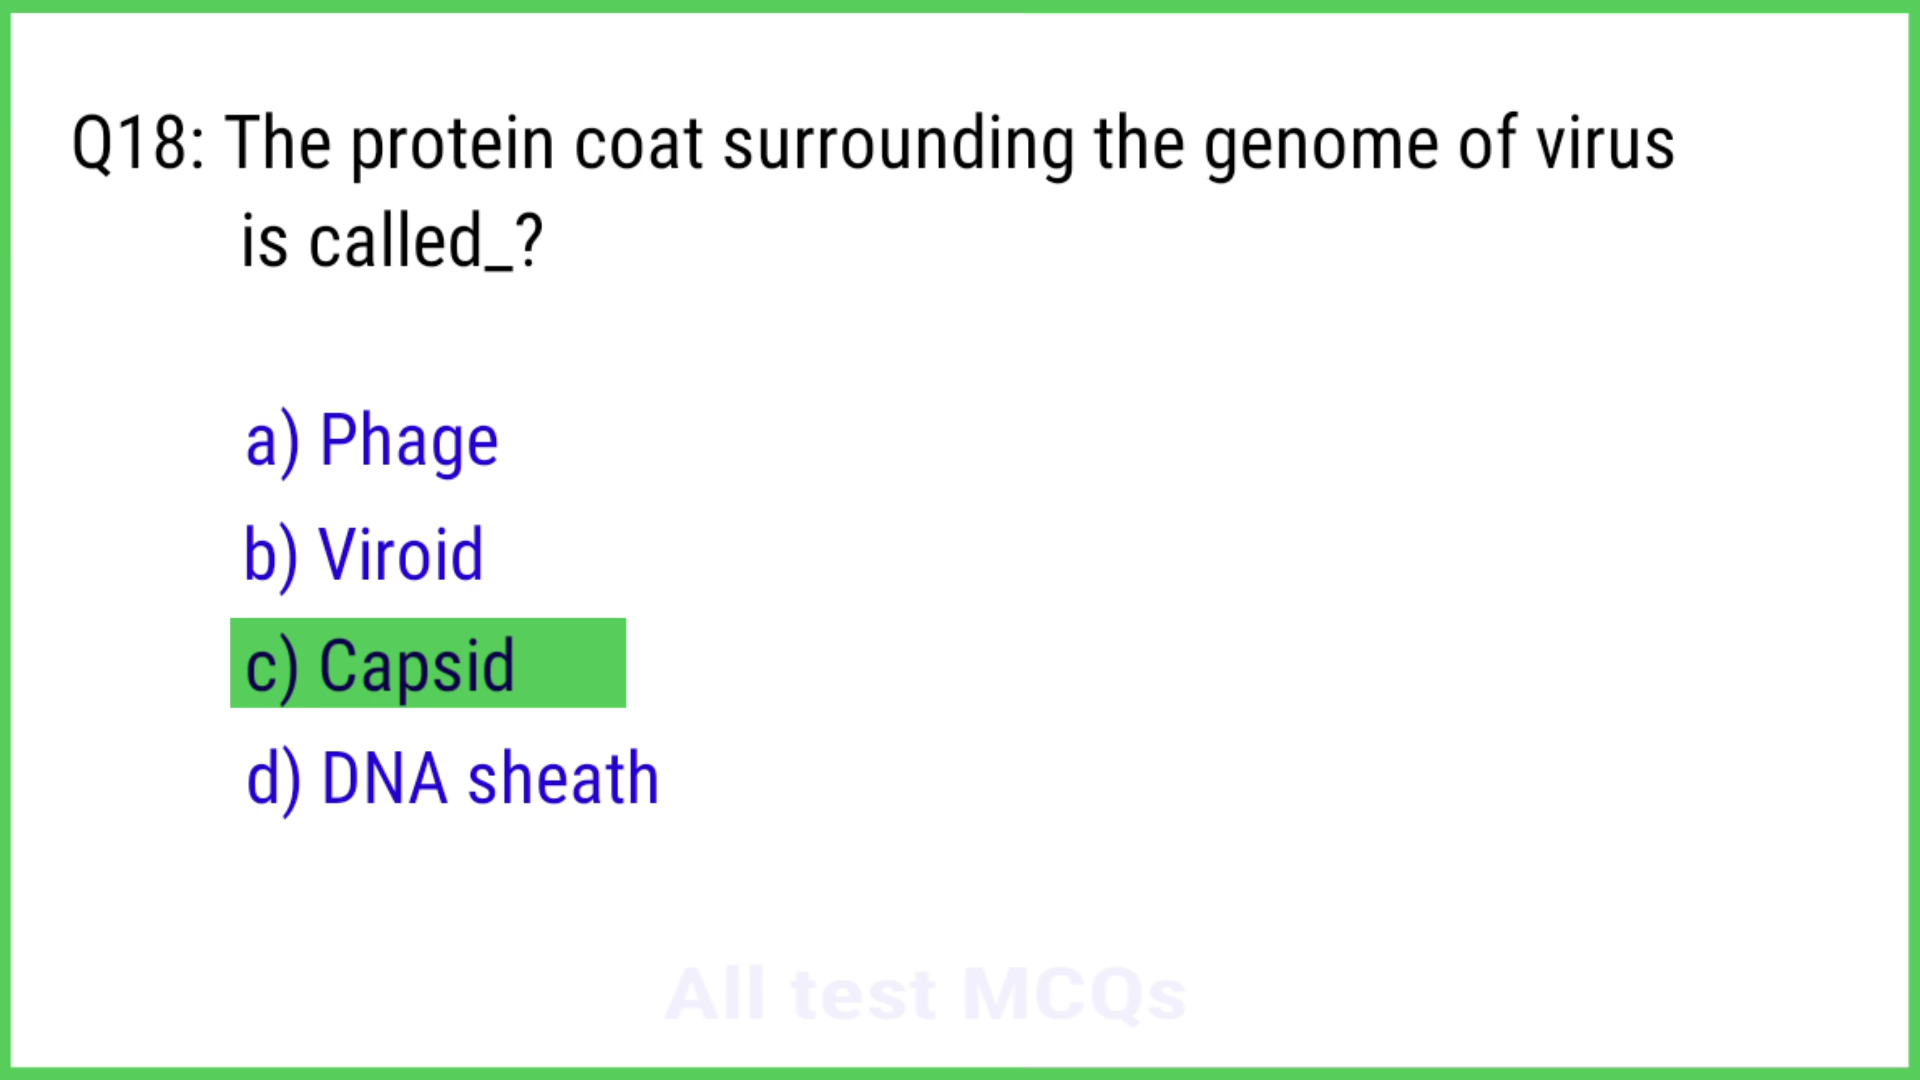 Q18: The protein coat surrounding the genome of virus
is called_?
a) Phage
b) Viroid
c) Capsid
d) DNA sheath
All test MCQs